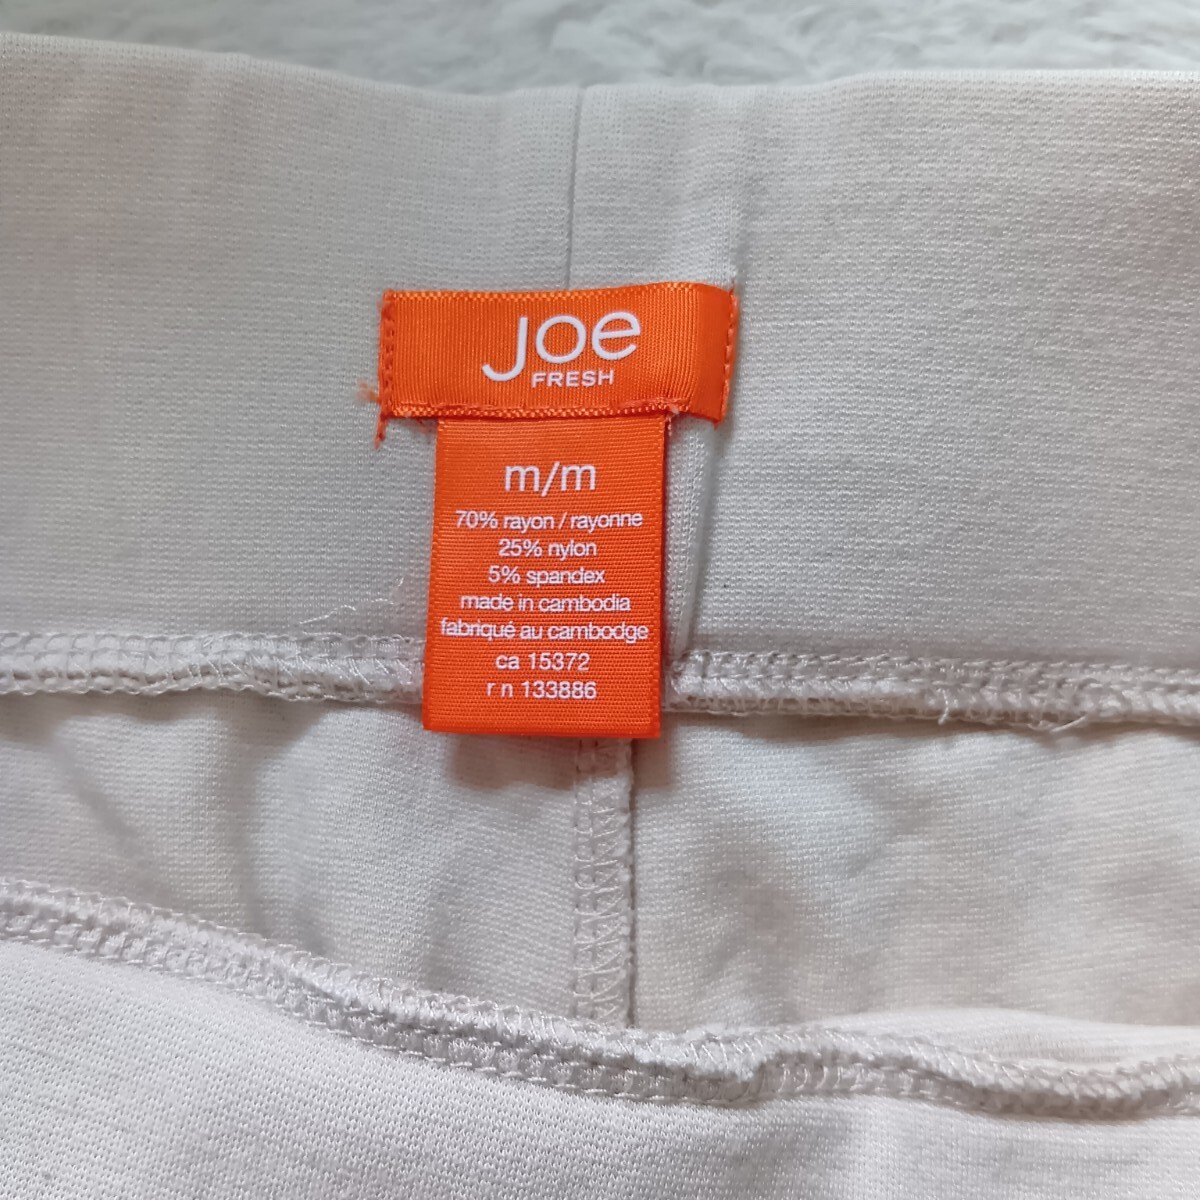 Joe
FRESH
m/m
70% rayon / rayonne
25% nylon
5% spandex
made in cambodia
fabriqué au cambodge
ca 15372
r n 133886